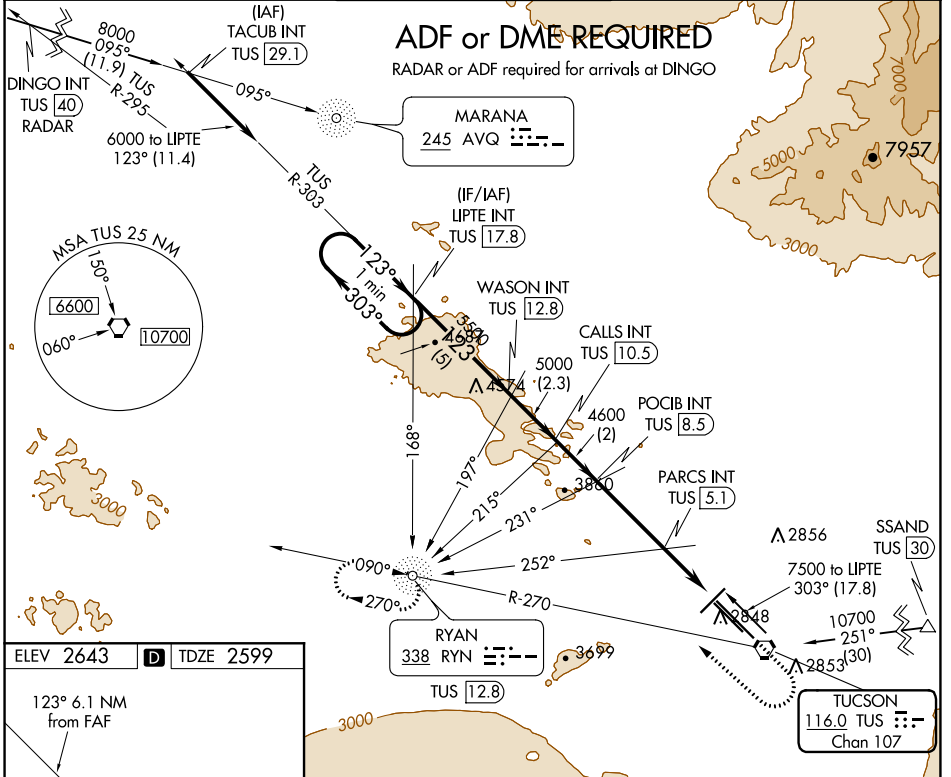 ADF or DME REQUIRED
RADAR or ADF required for arrivals at DINGO
(IAF)
TACUB INT
TUS 29.1
8000
095°
(11.9) TUS
R-295
DINGO INT
TUS 40
RADAR
6000 to LIPTE
123° (11.4)
095°
MARANA
245 AVQ
TUS
R-303
7000
5000
7957
3000
(IF/IAF)
LIPTE INT
TUS 17.8
MSA TUS 25 NM
150°
6600
060°
10700
123°
1 min
303°
WASON INT
TUS 12.8
5500
123
(5)
4574
CALLS INT
TUS 10.5
5000
(2.3)
4600
(2)
POCIB INT
TUS 8.5
3860
PARCS INT
TUS 5.1
168°
197°
215°
231°
252°
3000
2856
SSAND
TUS 30
7500 to LIPTE
303° (17.8)
10700
251°
(30)
2848
2853
090°
270°
R-270
RYAN
338 RYN
TUS 12.8
3699
3000
TUCSON
116.0 TUS
Chan 107
ELEV 2643 D TDZE 2599
123° 6.1 NM
from FAF